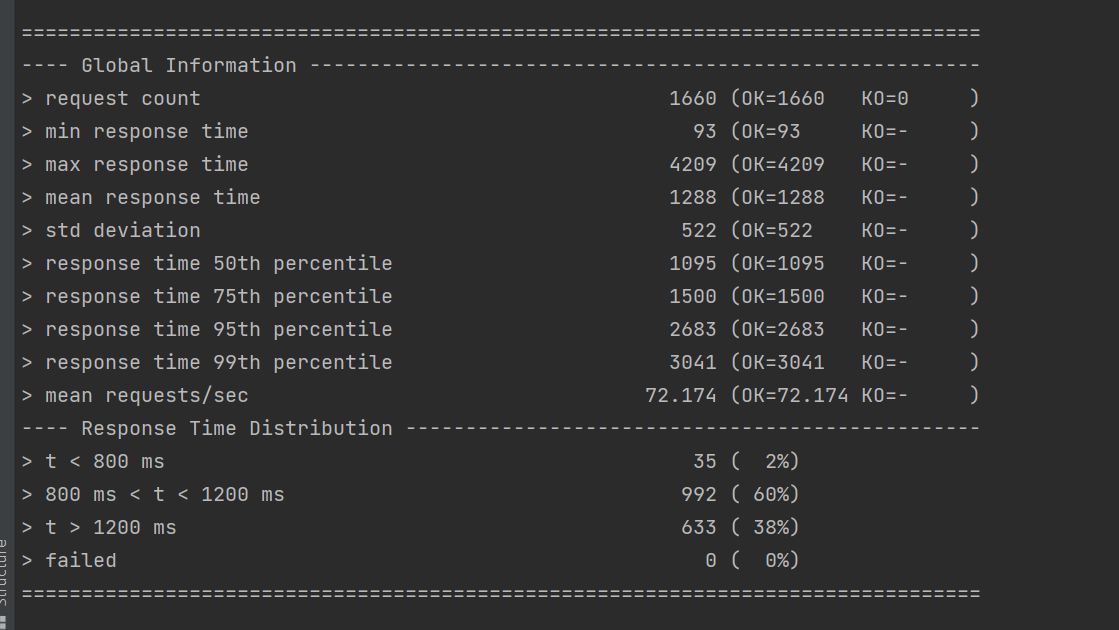 ================================================================================
---- Global Information --------------------------------------------------------
> request count                                       1660 (OK=1660   KO=0     )
> min response time                                     93 (OK=93     KO=-     )
> max response time                                   4209 (OK=4209   KO=-     )
> mean response time                                  1288 (OK=1288   KO=-     )
> std deviation                                        522 (OK=522    KO=-     )
> response time 50th percentile                       1095 (OK=1095   KO=-     )
> response time 75th percentile                       1500 (OK=1500   KO=-     )
> response time 95th percentile                       2683 (OK=2683   KO=-     )
> response time 99th percentile                       3041 (OK=3041   KO=-     )
> mean requests/sec                                 72.174 (OK=72.174 KO=-     )
---- Response Time Distribution ------------------------------------------------
> t < 800 ms                                            35 (  2%)
> 800 ms < t < 1200 ms                                 992 ( 60%)
> t > 1200 ms                                          633 ( 38%)
> failed                                                 0 (  0%)
================================================================================
Structure